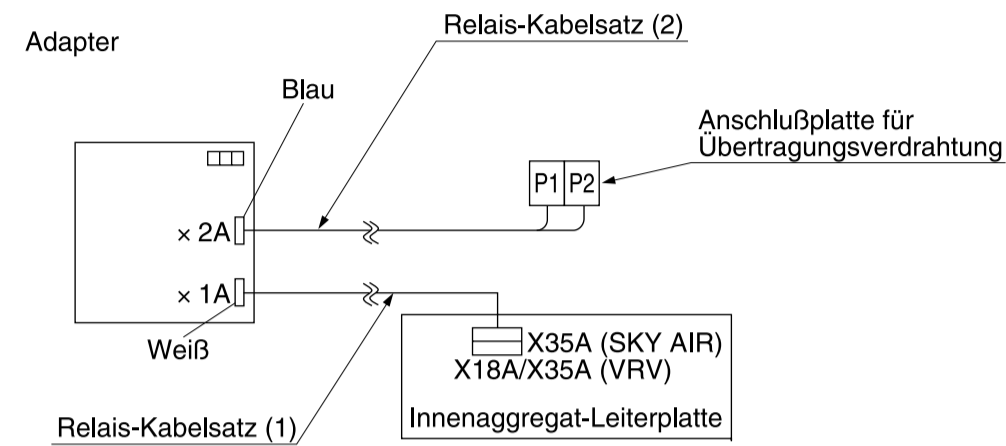 Relais-Kabelsatz (2)
Adapter
Blau
Anschlußplatte für
Übertragungsverdrahtung
P1 P2
× 2A
× 1A
Weiß
X35A (SKY AIR)
X18A/X35A (VRV)
Innenaggregat-Leiterplatte
Relais-Kabelsatz (1)